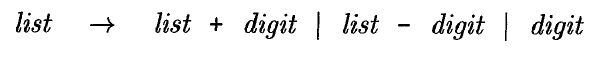 list → list + digit | list - digit | digit